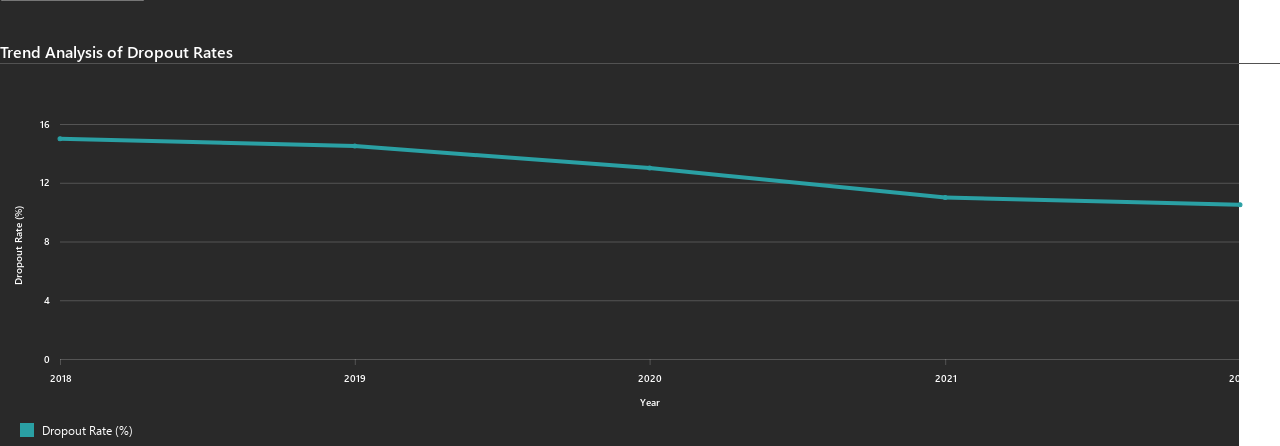 Trend Analysis of Dropout Rates
16
12
8
4
0
Dropout Rate (%)
2018 2019 2020 2021
Year
Dropout Rate (%)